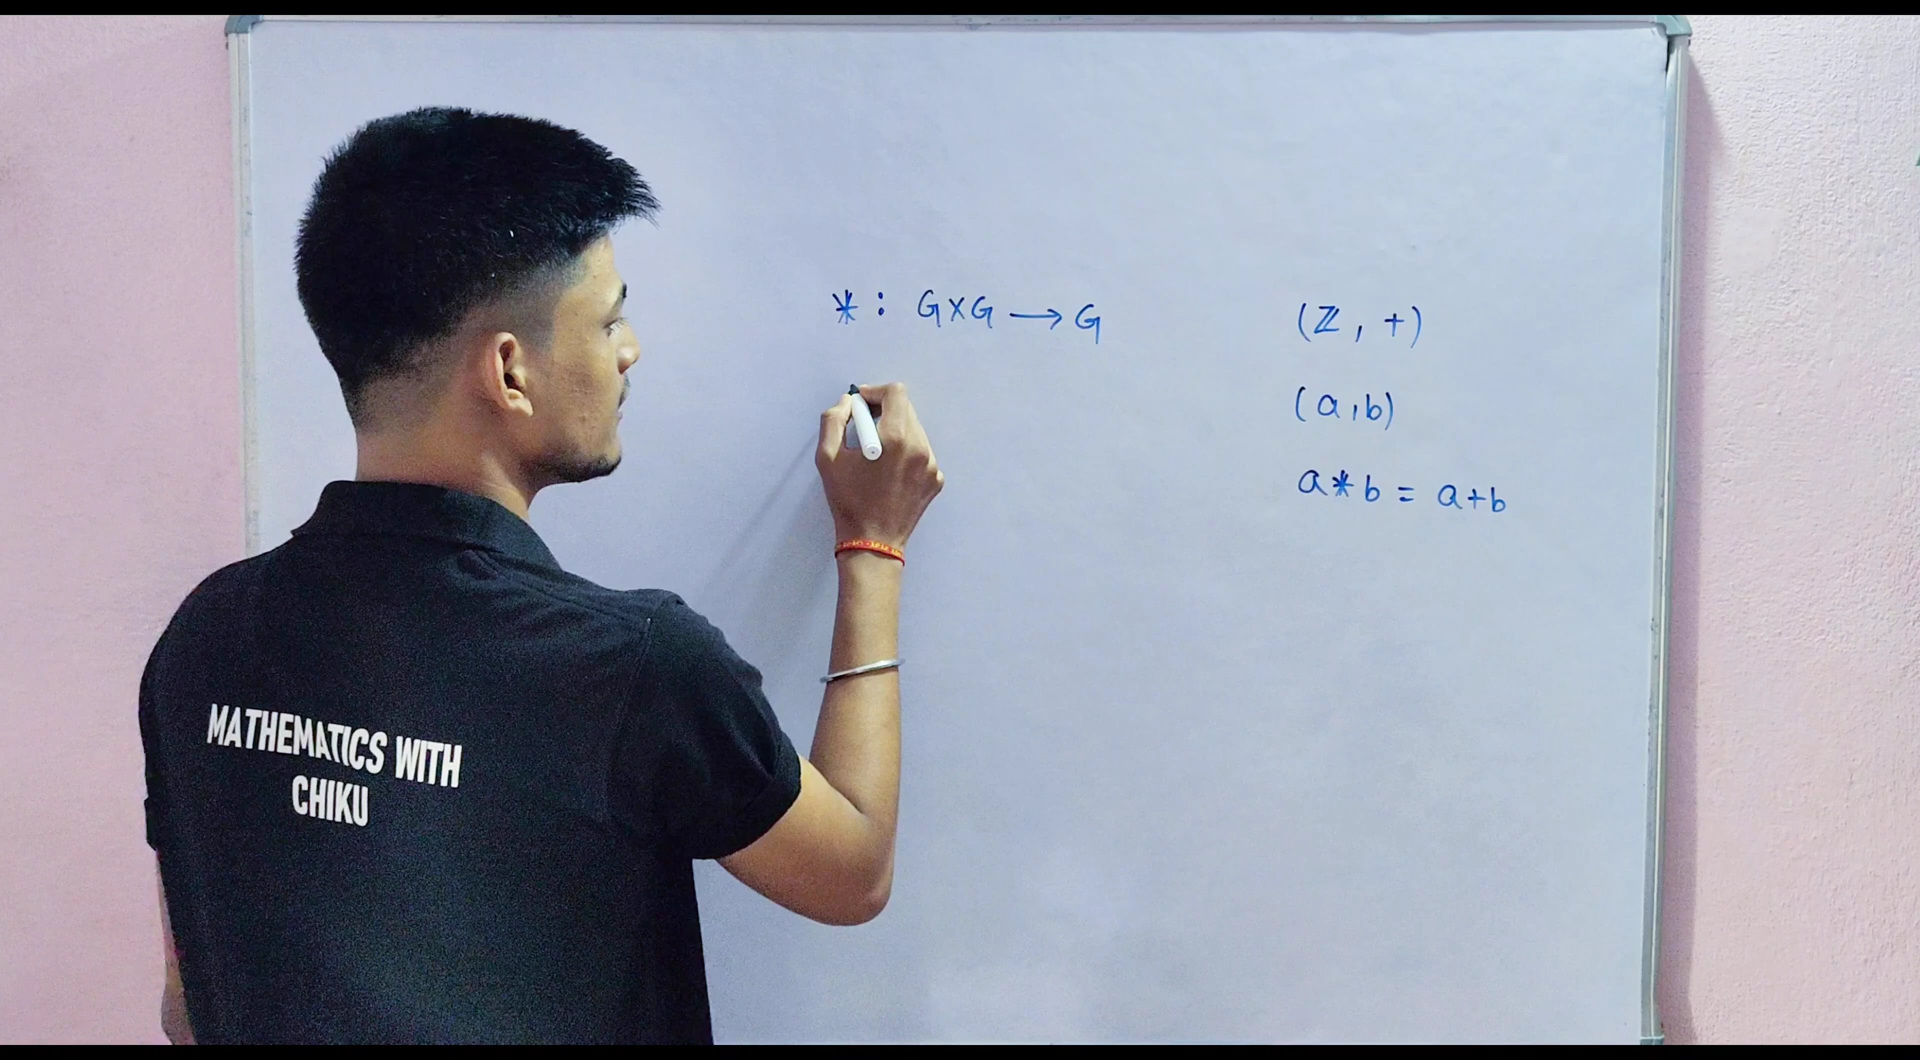 * : G×G → G
(ℤ, +)
(a,b)
a*b = a+b
MATHEMATICS WITH
CHIKU